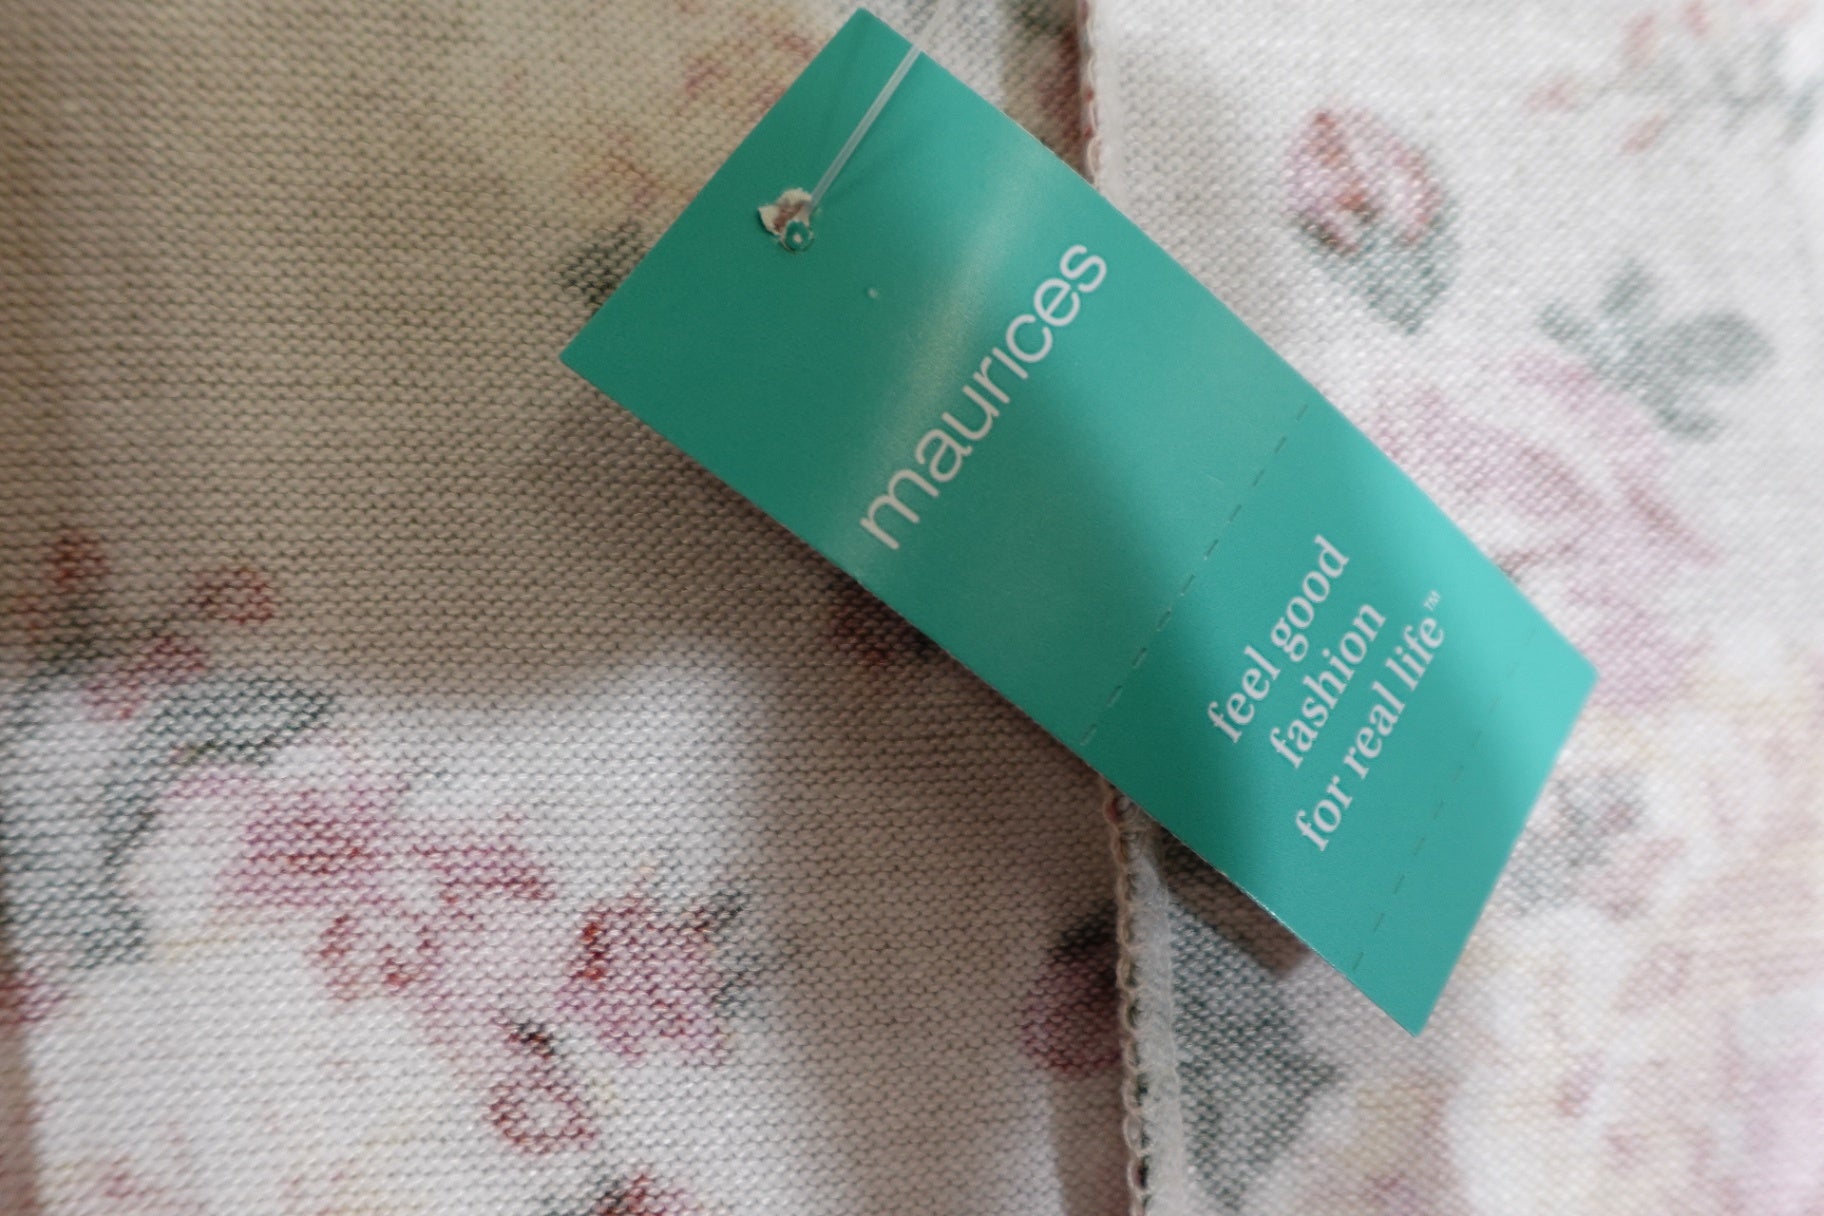 maurices
feel good
fashion
for real life™